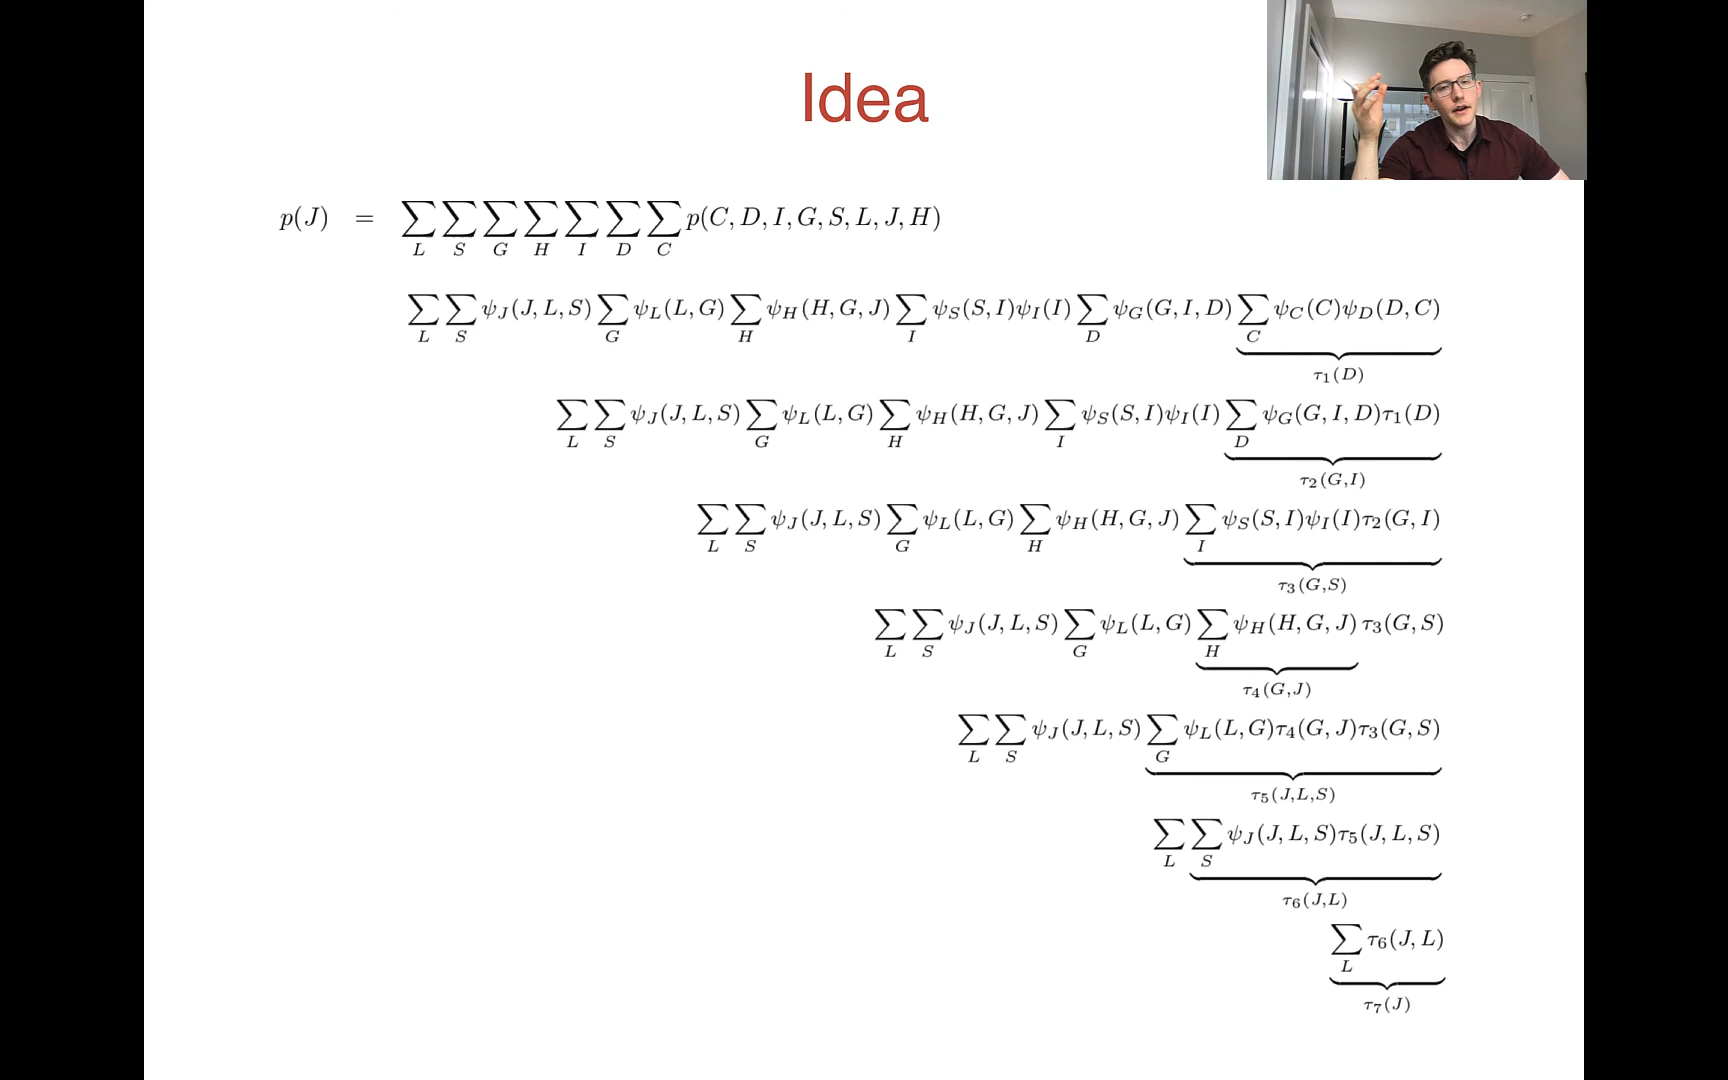 Idea
p(J) = ∑_L ∑_S ∑_G ∑_H ∑_I ∑_D ∑_C p(C, D, I, G, S, L, J, H)
∑_L ∑_S ψ_J(J, L, S) ∑_G ψ_L(L, G) ∑_H ψ_H(H, G, J) ∑_I ψ_S(S, I)ψ_I(I) ∑_D ψ_G(G, I, D) ∑_C ψ_C(C)ψ_D(D, C)
τ_1(D)
∑_L ∑_S ψ_J(J, L, S) ∑_G ψ_L(L, G) ∑_H ψ_H(H, G, J) ∑_I ψ_S(S, I)ψ_I(I) ∑_D ψ_G(G, I, D)τ_1(D)
τ_2(G,I)
∑_L ∑_S ψ_J(J, L, S) ∑_G ψ_L(L, G) ∑_H ψ_H(H, G, J) ∑_I ψ_S(S, I)ψ_I(I)τ_2(G, I)
τ_3(G,S)
∑_L ∑_S ψ_J(J, L, S) ∑_G ψ_L(L, G) ∑_H ψ_H(H, G, J) τ_3(G, S)
τ_4(G,J)
∑_L ∑_S ψ_J(J, L, S) ∑_G ψ_L(L, G)τ_4(G, J)τ_3(G, S)
τ_5(J,L,S)
∑_L ∑_S ψ_J(J, L, S)τ_5(J, L, S)
τ_6(J,L)
∑_L τ_6(J, L)
τ_7(J)